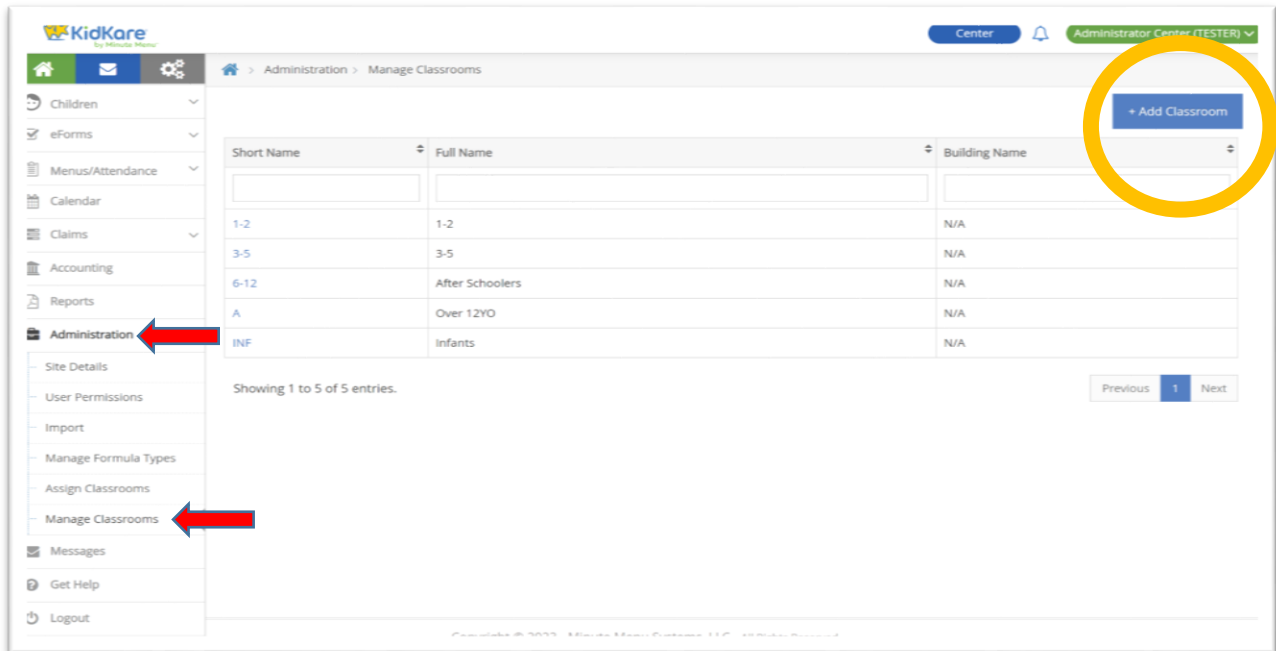 KidKare
by Minute Menu
Center
Administrator Center (TESTER)
Administration > Manage Classrooms
Children
eForms
Menus/Attendance
Calendar
Claims
Accounting
Reports
Administration
Site Details
User Permissions
Import
Manage Formula Types
Assign Classrooms
Manage Classrooms
Messages
Get Help
Logout
+ Add Classroom
Short Name Full Name Building Name
1-2 1-2 N/A
3-5 3-5 N/A
6-12 After Schoolers N/A
A Over 12YO N/A
INF Infants N/A
Showing 1 to 5 of 5 entries.
Previous 1 Next